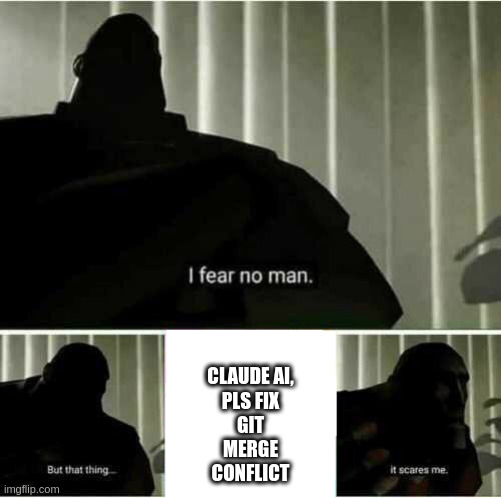 I fear no man.
But that thing...
CLAUDE AI,
PLS FIX
GIT
MERGE
CONFLICT
it scares me.
imgflip.com